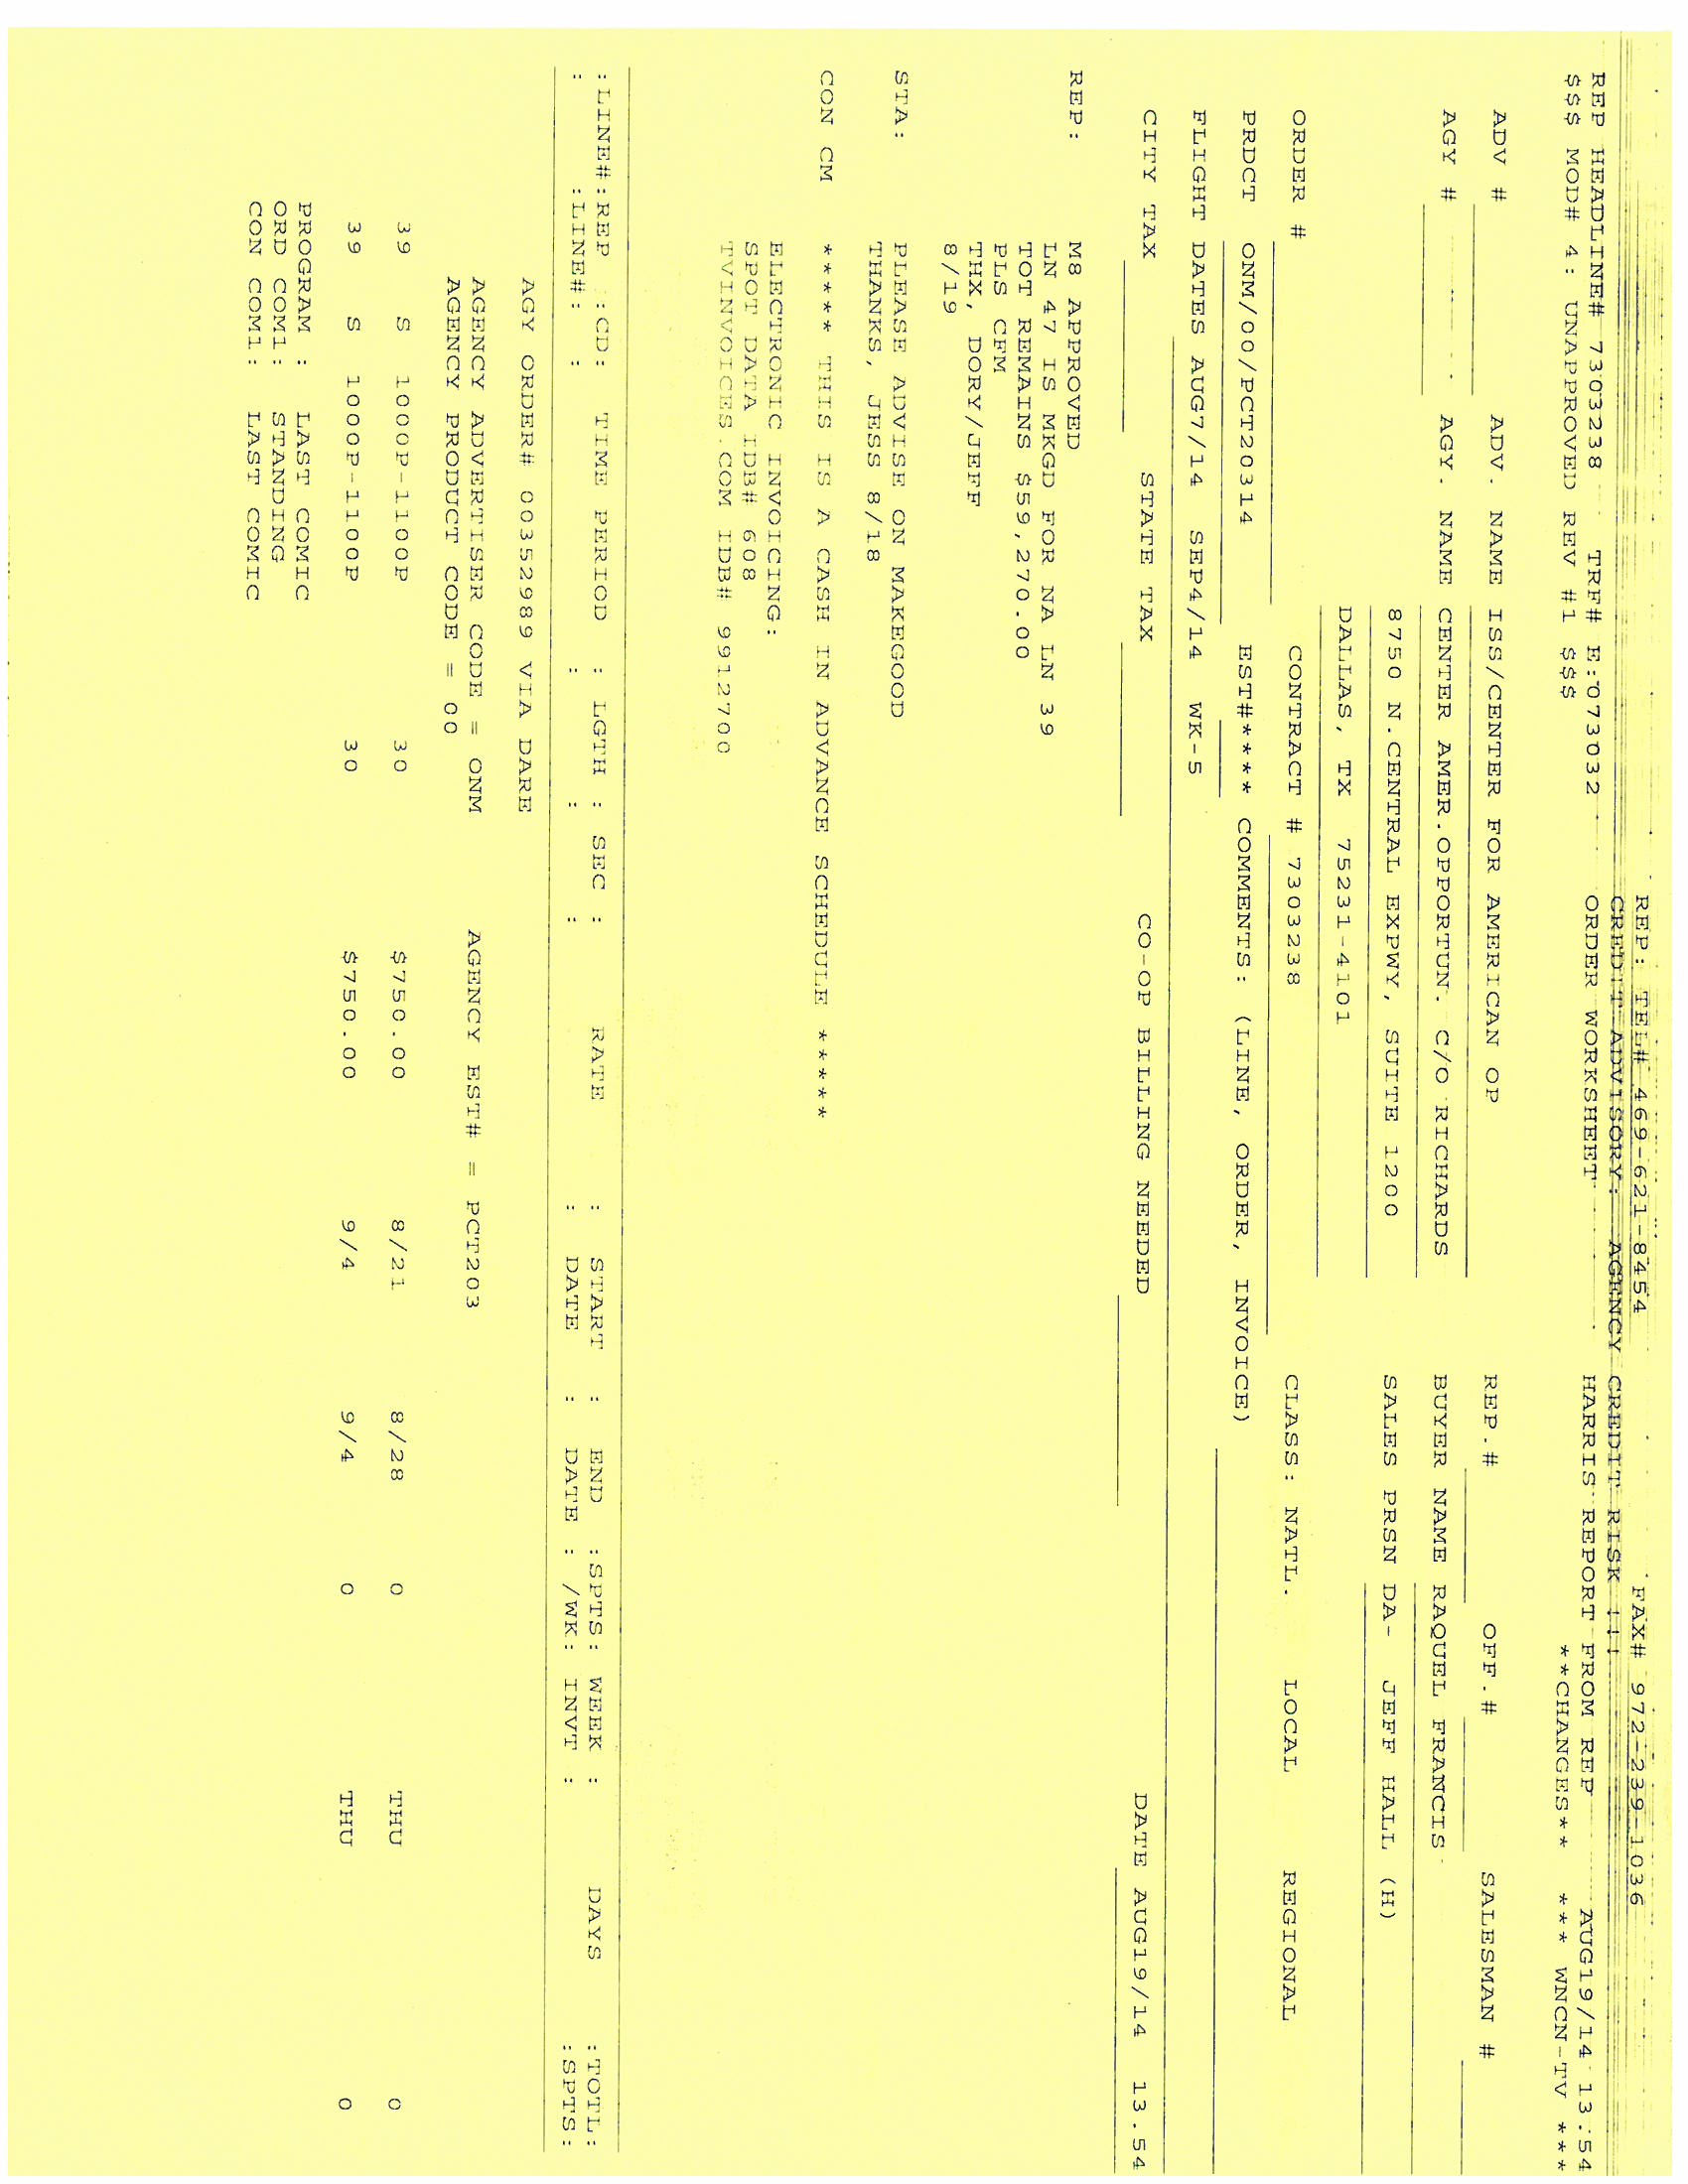 REP: TEL# 469-621-8454 FAX# 972-239-1036
CREDIT ADVISORY: AGENCY CREDIT RISK !!!
ORDER WORKSHEET HARRIS REPORT FROM REP AUG19/14 13.54
REP HEADLINE# 7303238 TRF# E:073032
$$$ MOD# 4: UNAPPROVED REV #1 $$$ **CHANGES** *** WNCN-TV ***
ADV # ADV. NAME ISS/CENTER FOR AMERICAN OP REP.# OFF.# SALESMAN #
AGY # AGY. NAME CENTER AMER.OPPORTUN. C/O RICHARDS BUYER NAME RAQUEL FRANCIS
8750 N.CENTRAL EXPWY, SUITE 1200 SALES PRSN DA- JEFF HALL (H)
DALLAS, TX 75231-4101
ORDER # CONTRACT # 7303238 CLASS: NATL. LOCAL REGIONAL
PRDCT ONM/00/PCT20314 EST#**** COMMENTS: (LINE, ORDER, INVOICE)
FLIGHT DATES AUG7/14 SEP4/14 WK-5
CITY TAX STATE TAX CO-OP BILLING NEEDED DATE AUG19/14 13.54
REP: M8 APPROVED
LN 47 IS MKGD FOR NA LN 39
TOT REMAINS $59,270.00
PLS CFM
THX, DORY/JEFF
8/19
STA: PLEASE ADVISE ON MAKEGOOD
THANKS, JESS 8/18
CON CM ***** THIS IS A CASH IN ADVANCE SCHEDULE *****
ELECTRONIC INVOICING:
SPOT DATA IDB# 608
TVINVOICES.COM IDB# 9912700
:LINE#:REP :CD: TIME PERIOD : LGTH : SEC : RATE : START : END :SPTS: WEEK : DAYS :TOTL:
: :LINE#: : : : : : DATE : DATE : /WK: INVT : :SPTS:
AGY ORDER# 00352989 VIA DARE
AGENCY ADVERTISER CODE = ONM AGENCY EST# = PCT203
AGENCY PRODUCT CODE = 00
39 S 1000P-1100P 30 $750.00 8/21 8/28 0 THU 0
39 S 1000P-1100P 30 $750.00 9/4 9/4 0 THU 0
PROGRAM : LAST COMIC
ORD COM1: STANDING
CON COM1: LAST COMIC